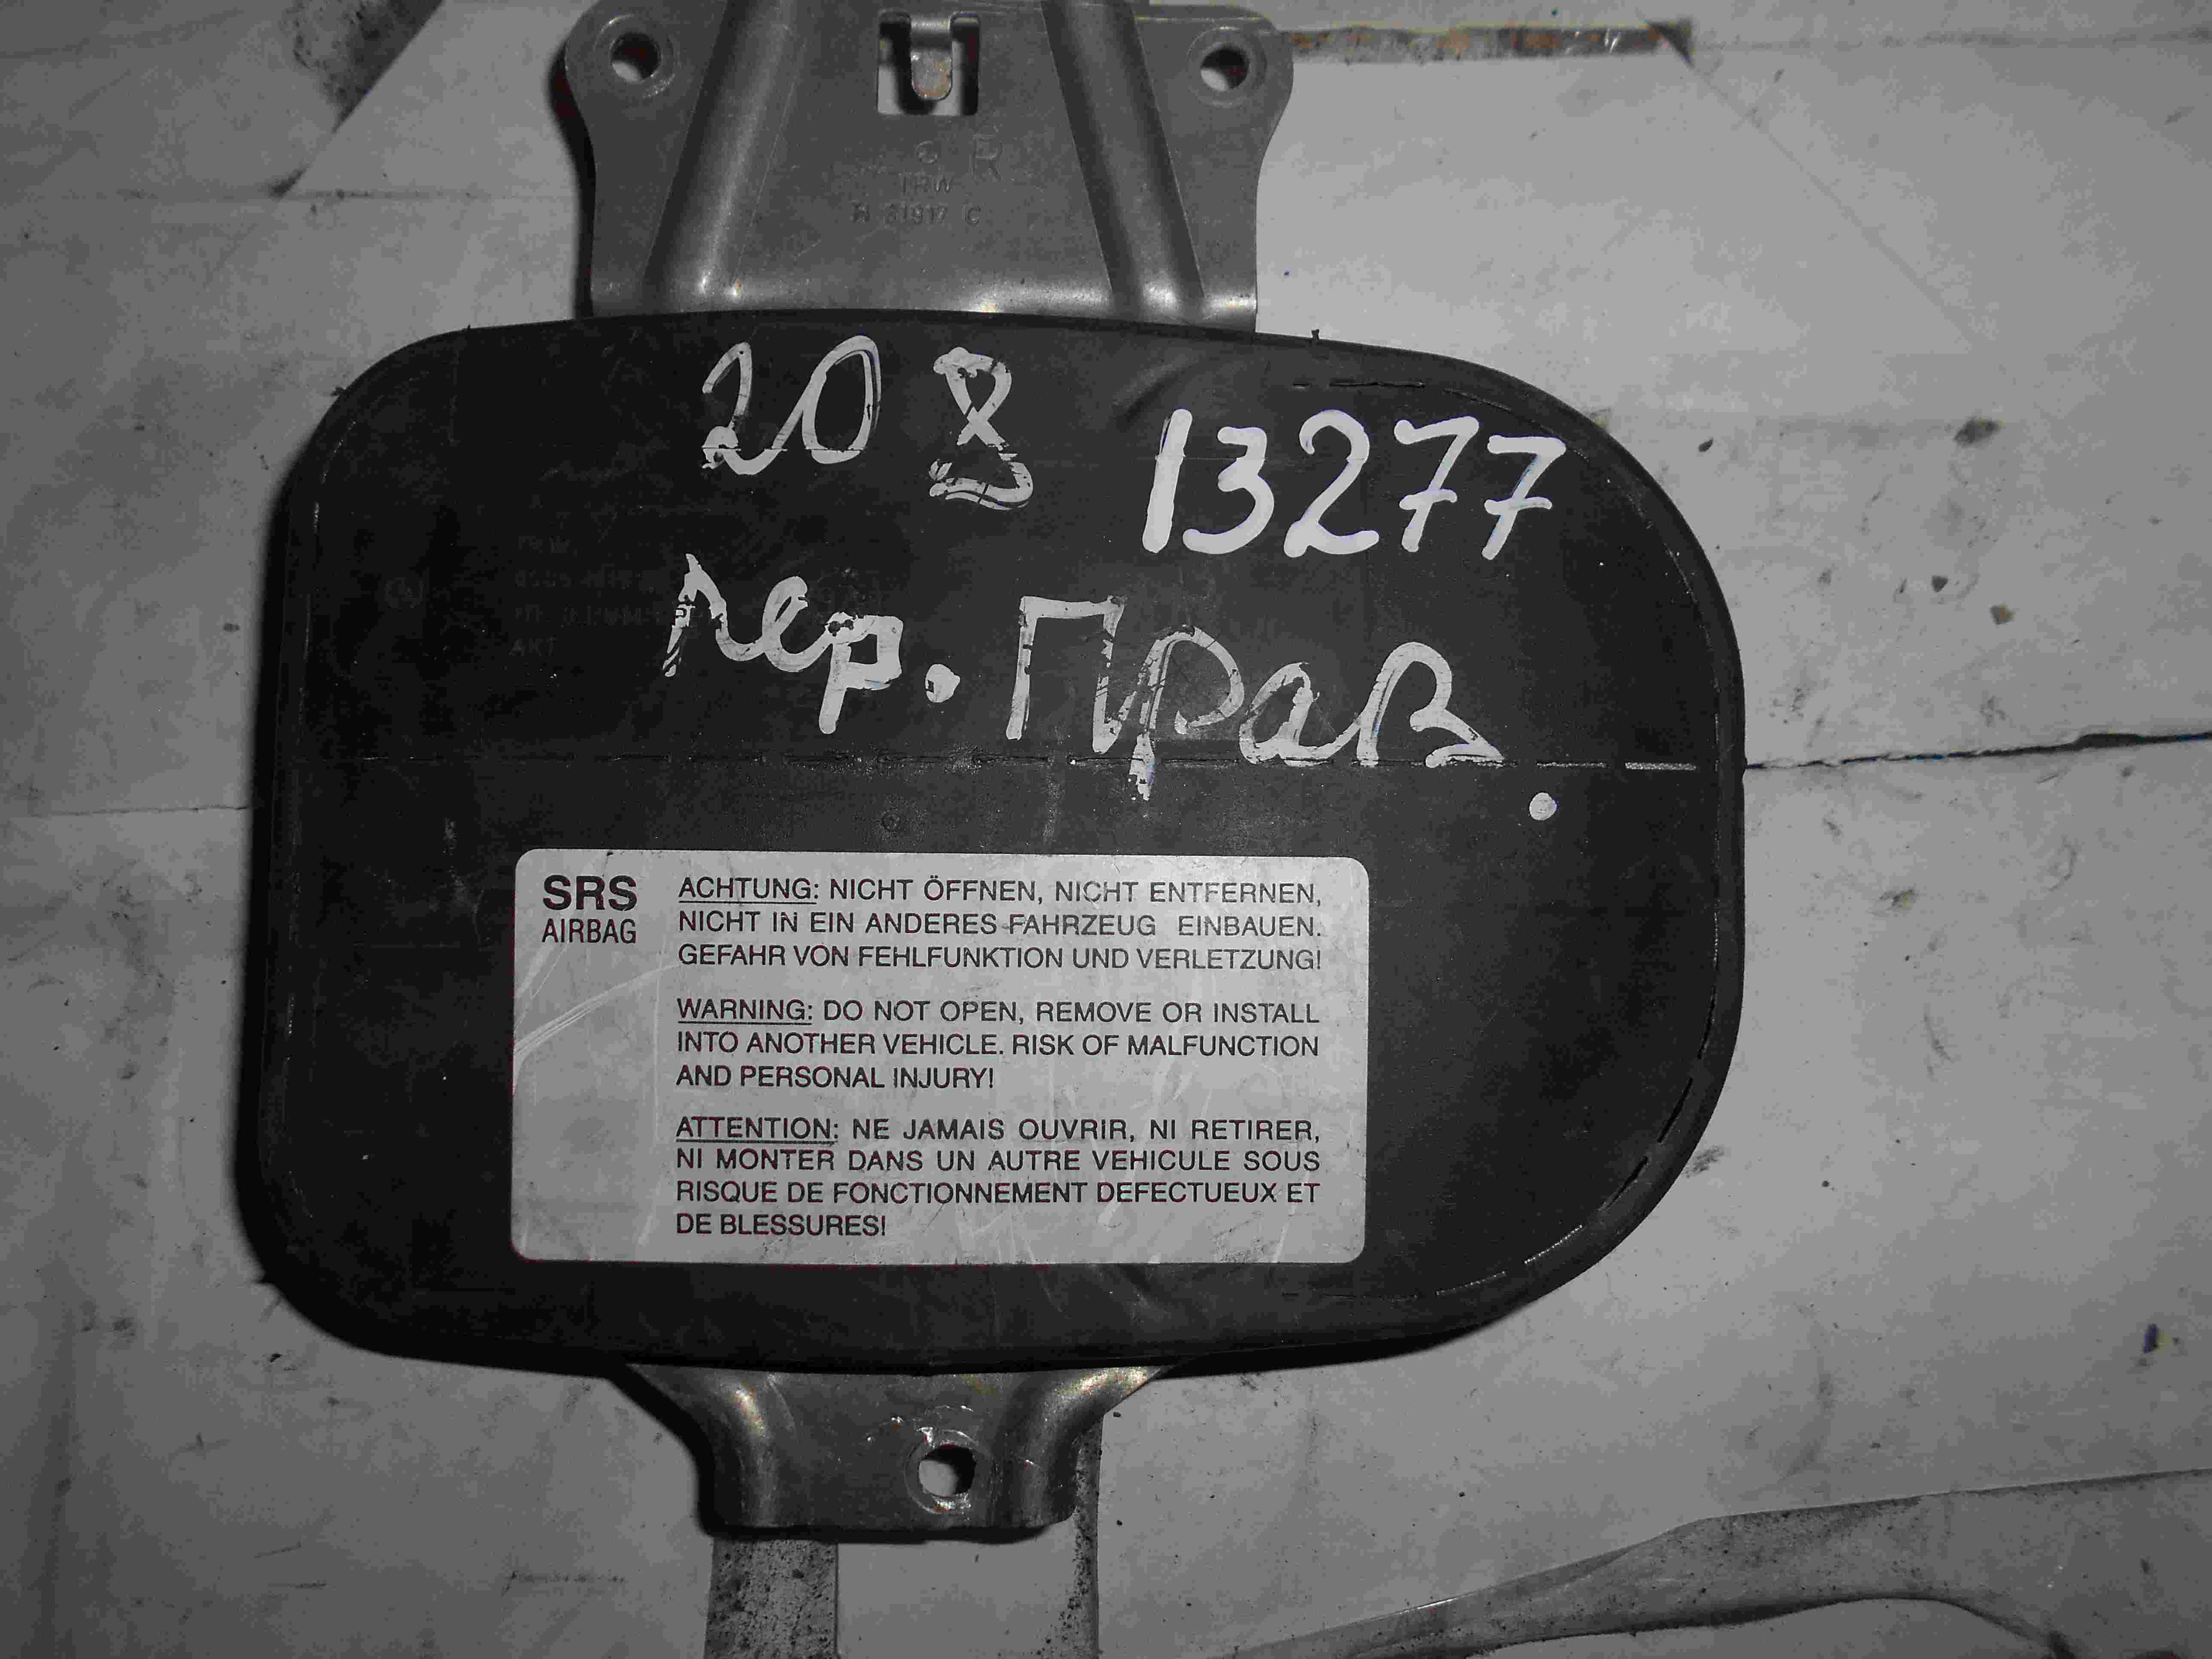 R
TRW
208 13277
пер. Прав.
АКТ
SRS
AIRBAG
ACHTUNG: NICHT ÖFFNEN, NICHT ENTFERNEN,
NICHT IN EIN ANDERES FAHRZEUG EINBAUEN.
GEFAHR VON FEHLFUNKTION UND VERLETZUNG!
WARNING: DO NOT OPEN, REMOVE OR INSTALL
INTO ANOTHER VEHICLE. RISK OF MALFUNCTION
AND PERSONAL INJURY!
ATTENTION: NE JAMAIS OUVRIR, NI RETIRER,
NI MONTER DANS UN AUTRE VEHICULE SOUS
RISQUE DE FONCTIONNEMENT DEFECTUEUX ET
DE BLESSURES!